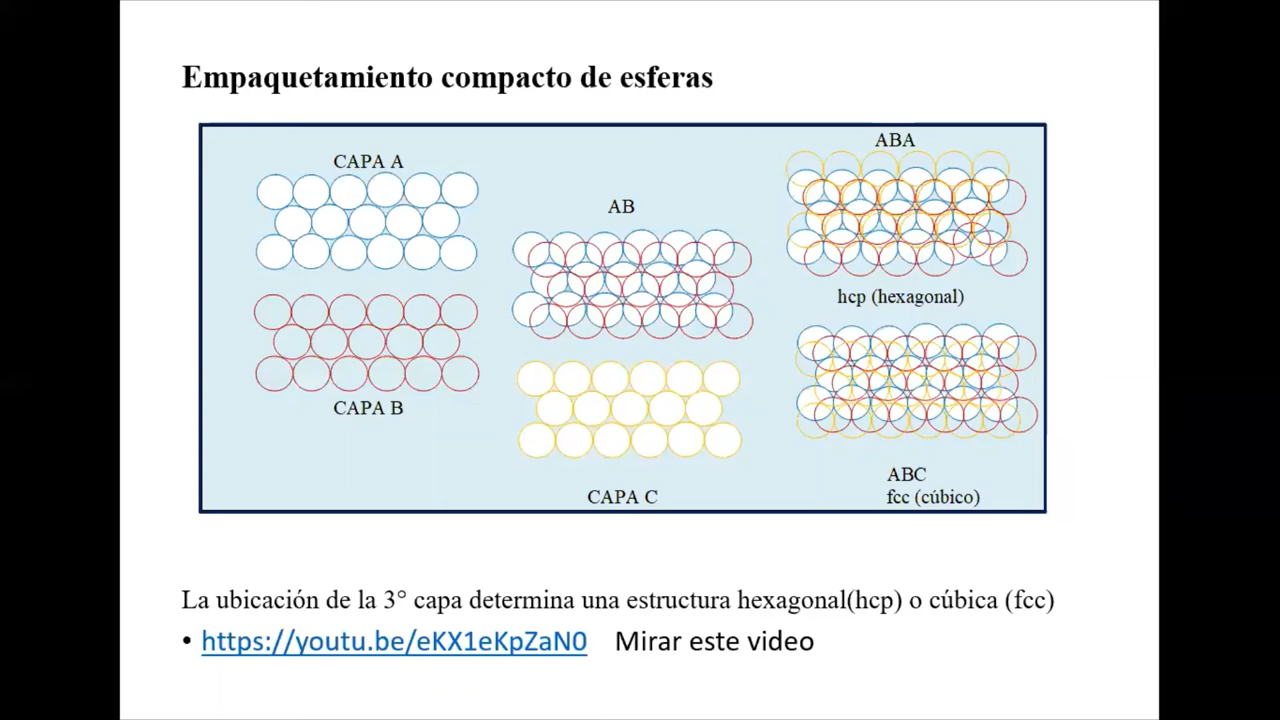 Empaquetamiento compacto de esferas
CAPA A
CAPA B
AB
CAPA C
ABA
hcp (hexagonal)
ABC
fcc (cúbico)
La ubicación de la 3° capa determina una estructura hexagonal(hcp) o cúbica (fcc)
• https://youtu.be/eKX1eKpZaN0 Mirar este video